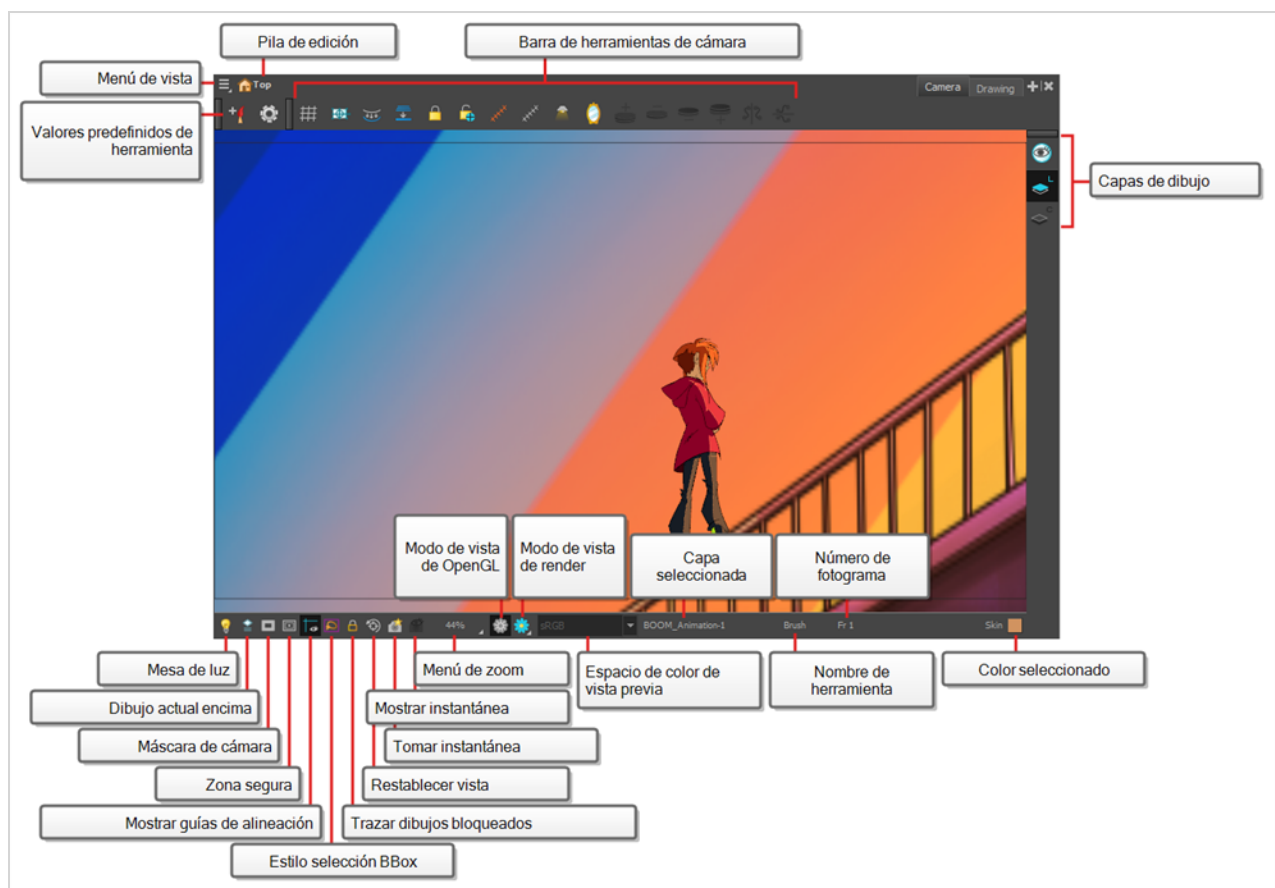 Pila de edición
Barra de herramientas de cámara
Menú de vista
Top
Camera
Drawing
Valores predefinidos de
herramienta
Capas de dibujo
L
C
Modo de vista
de OpenGL
Modo de vista
de render
Capa
seleccionada
Número de
fotograma
44%
sRGB
BOOM_Animation-1
Brush
Fr 1
Skin
Mesa de luz
Menú de zoom
Espacio de color de
vista previa
Nombre de
herramienta
Color seleccionado
Dibujo actual encima
Mostrar instantánea
Máscara de cámara
Tomar instantánea
Zona segura
Restablecer vista
Mostrar guías de alineación
Trazar dibujos bloqueados
Estilo selección BBox